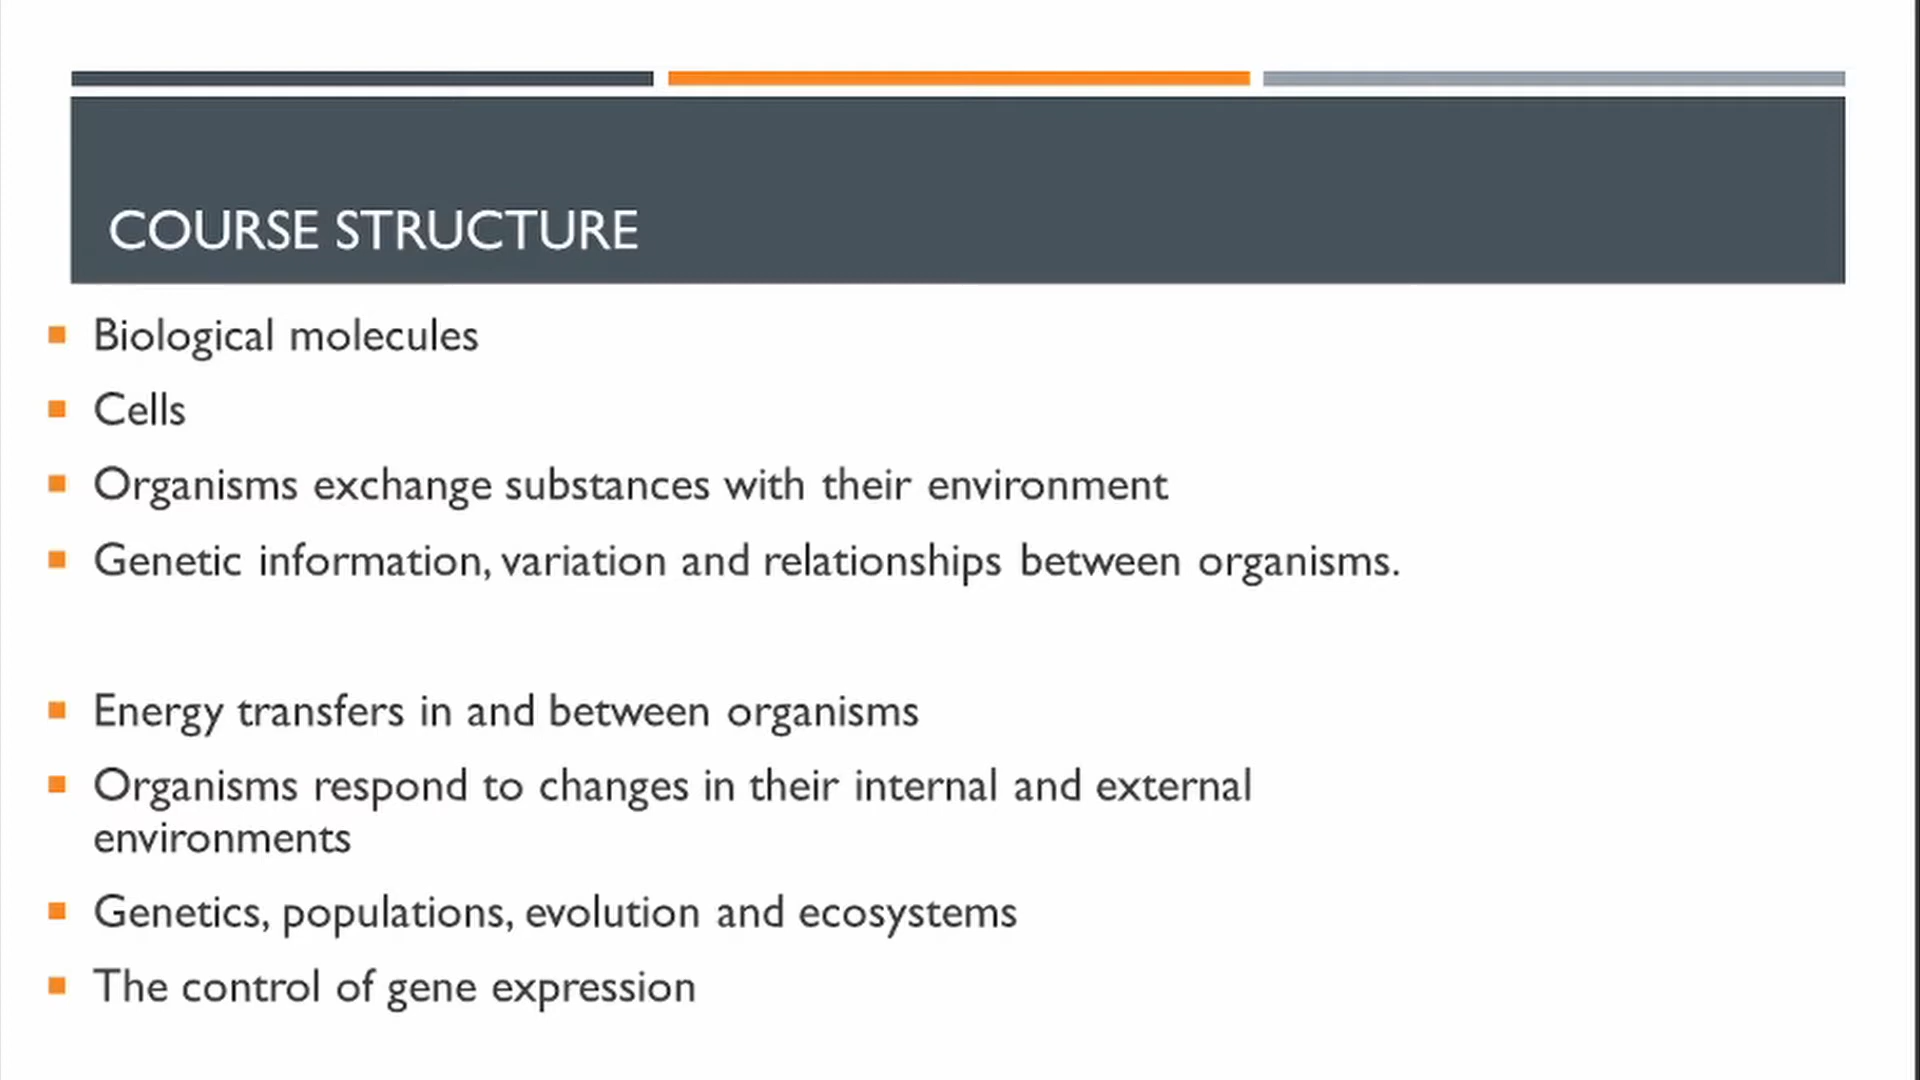 COURSE STRUCTURE
Biological molecules
Cells
Organisms exchange substances with their environment
Genetic information, variation and relationships between organisms.
Energy transfers in and between organisms
Organisms respond to changes in their internal and external
environments
Genetics, populations, evolution and ecosystems
The control of gene expression